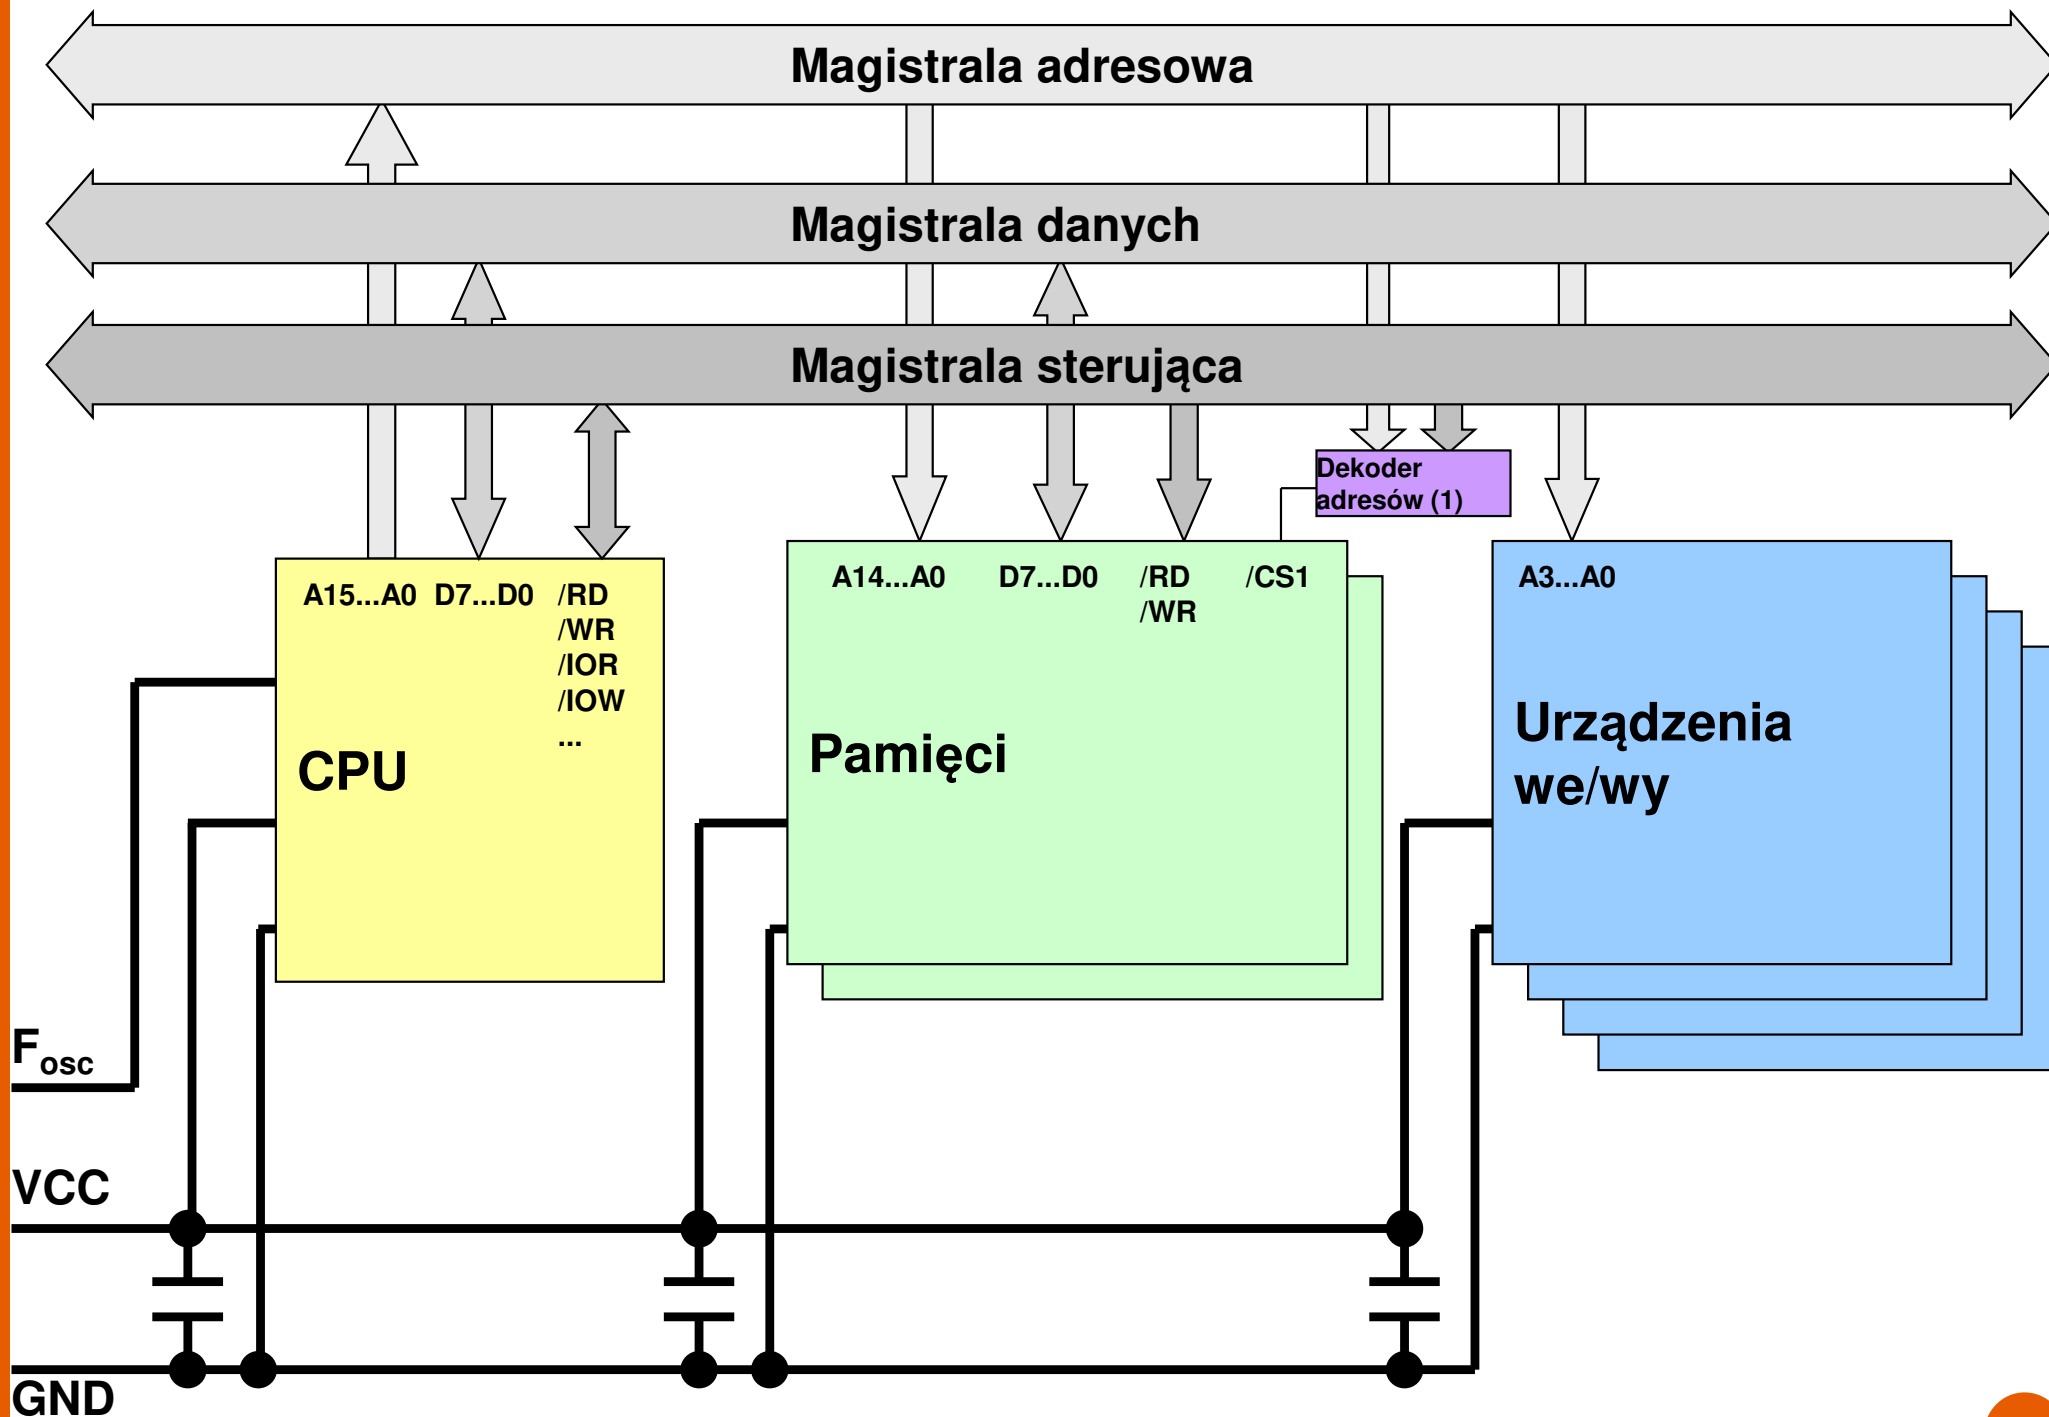 Magistrala adresowa
Magistrala danych
Magistrala sterująca
Dekoder
adresów (1)
A15...A0 D7...D0 /RD
/WR
/IOR
/IOW
...
CPU
A14...A0 D7...D0 /RD /CS1
/WR
Pamięci
A3...A0
Urządzenia
we/wy
Fosc
VCC
GND